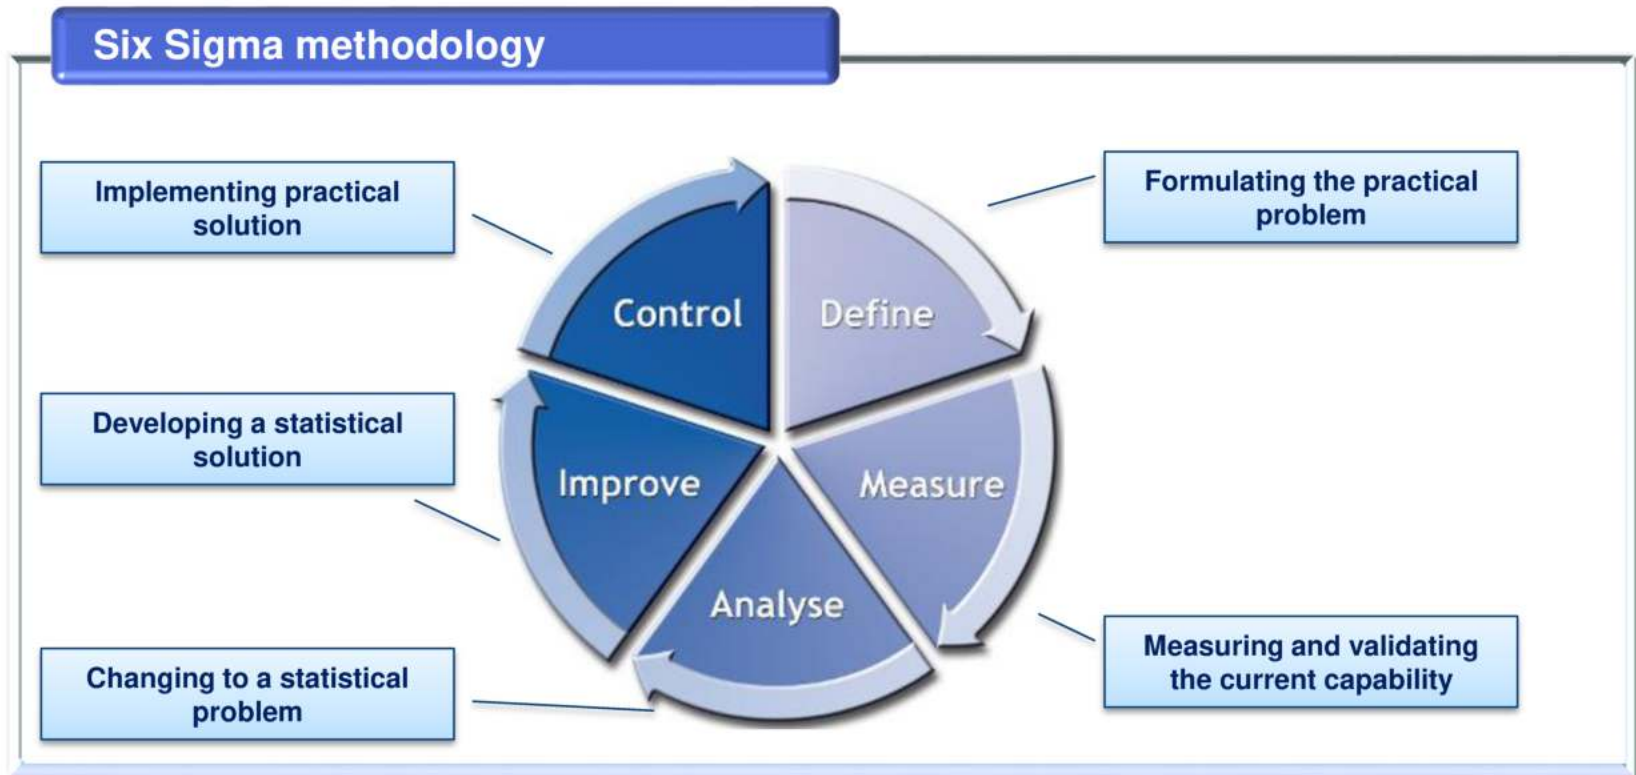 Six Sigma methodology
Implementing practical
solution
Formulating the practical
problem
Control
Define
Developing a statistical
solution
Improve
Measure
Analyse
Changing to a statistical
problem
Measuring and validating
the current capability